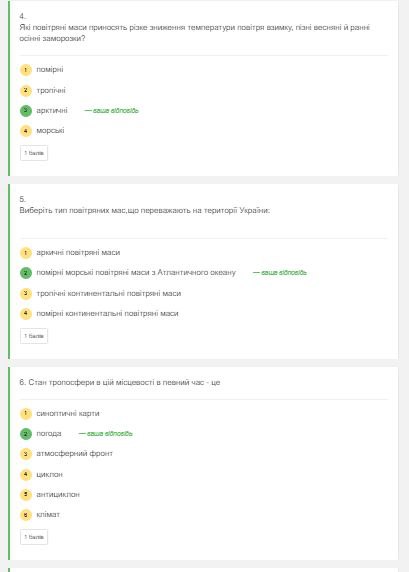 4.
Які повітряні маси приносять різке зниження температури повітря взимку, пізні весняні й ранні
осінні заморозки?
1 помірні
2 тропічні
3 арктичні — ваша відповідь
4 морські
1 балів
5.
Виберіть тип повітряних мас,що переважають на території України:
1 аркичні повітряні маси
2 помірні морські повітряні маси з Атлантичного океану — ваша відповідь
3 тропічні континентальні повітряні маси
4 помірні континентальні повітряні маси
1 балів
6. Стан тропосфери в цій місцевості в певний час - це
1 синоптичні карти
2 погода — ваша відповідь
3 атмосферний фронт
4 циклон
5 антициклон
6 клімат
1 балів